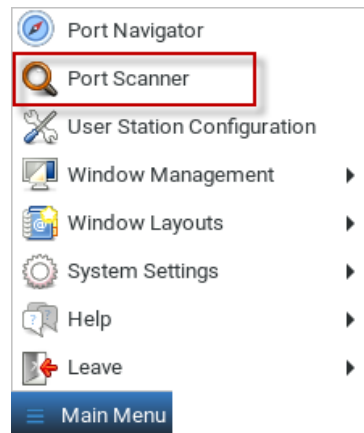 Port Navigator
Port Scanner
User Station Configuration
Window Management
Window Layouts
System Settings
Help
Leave
Main Menu